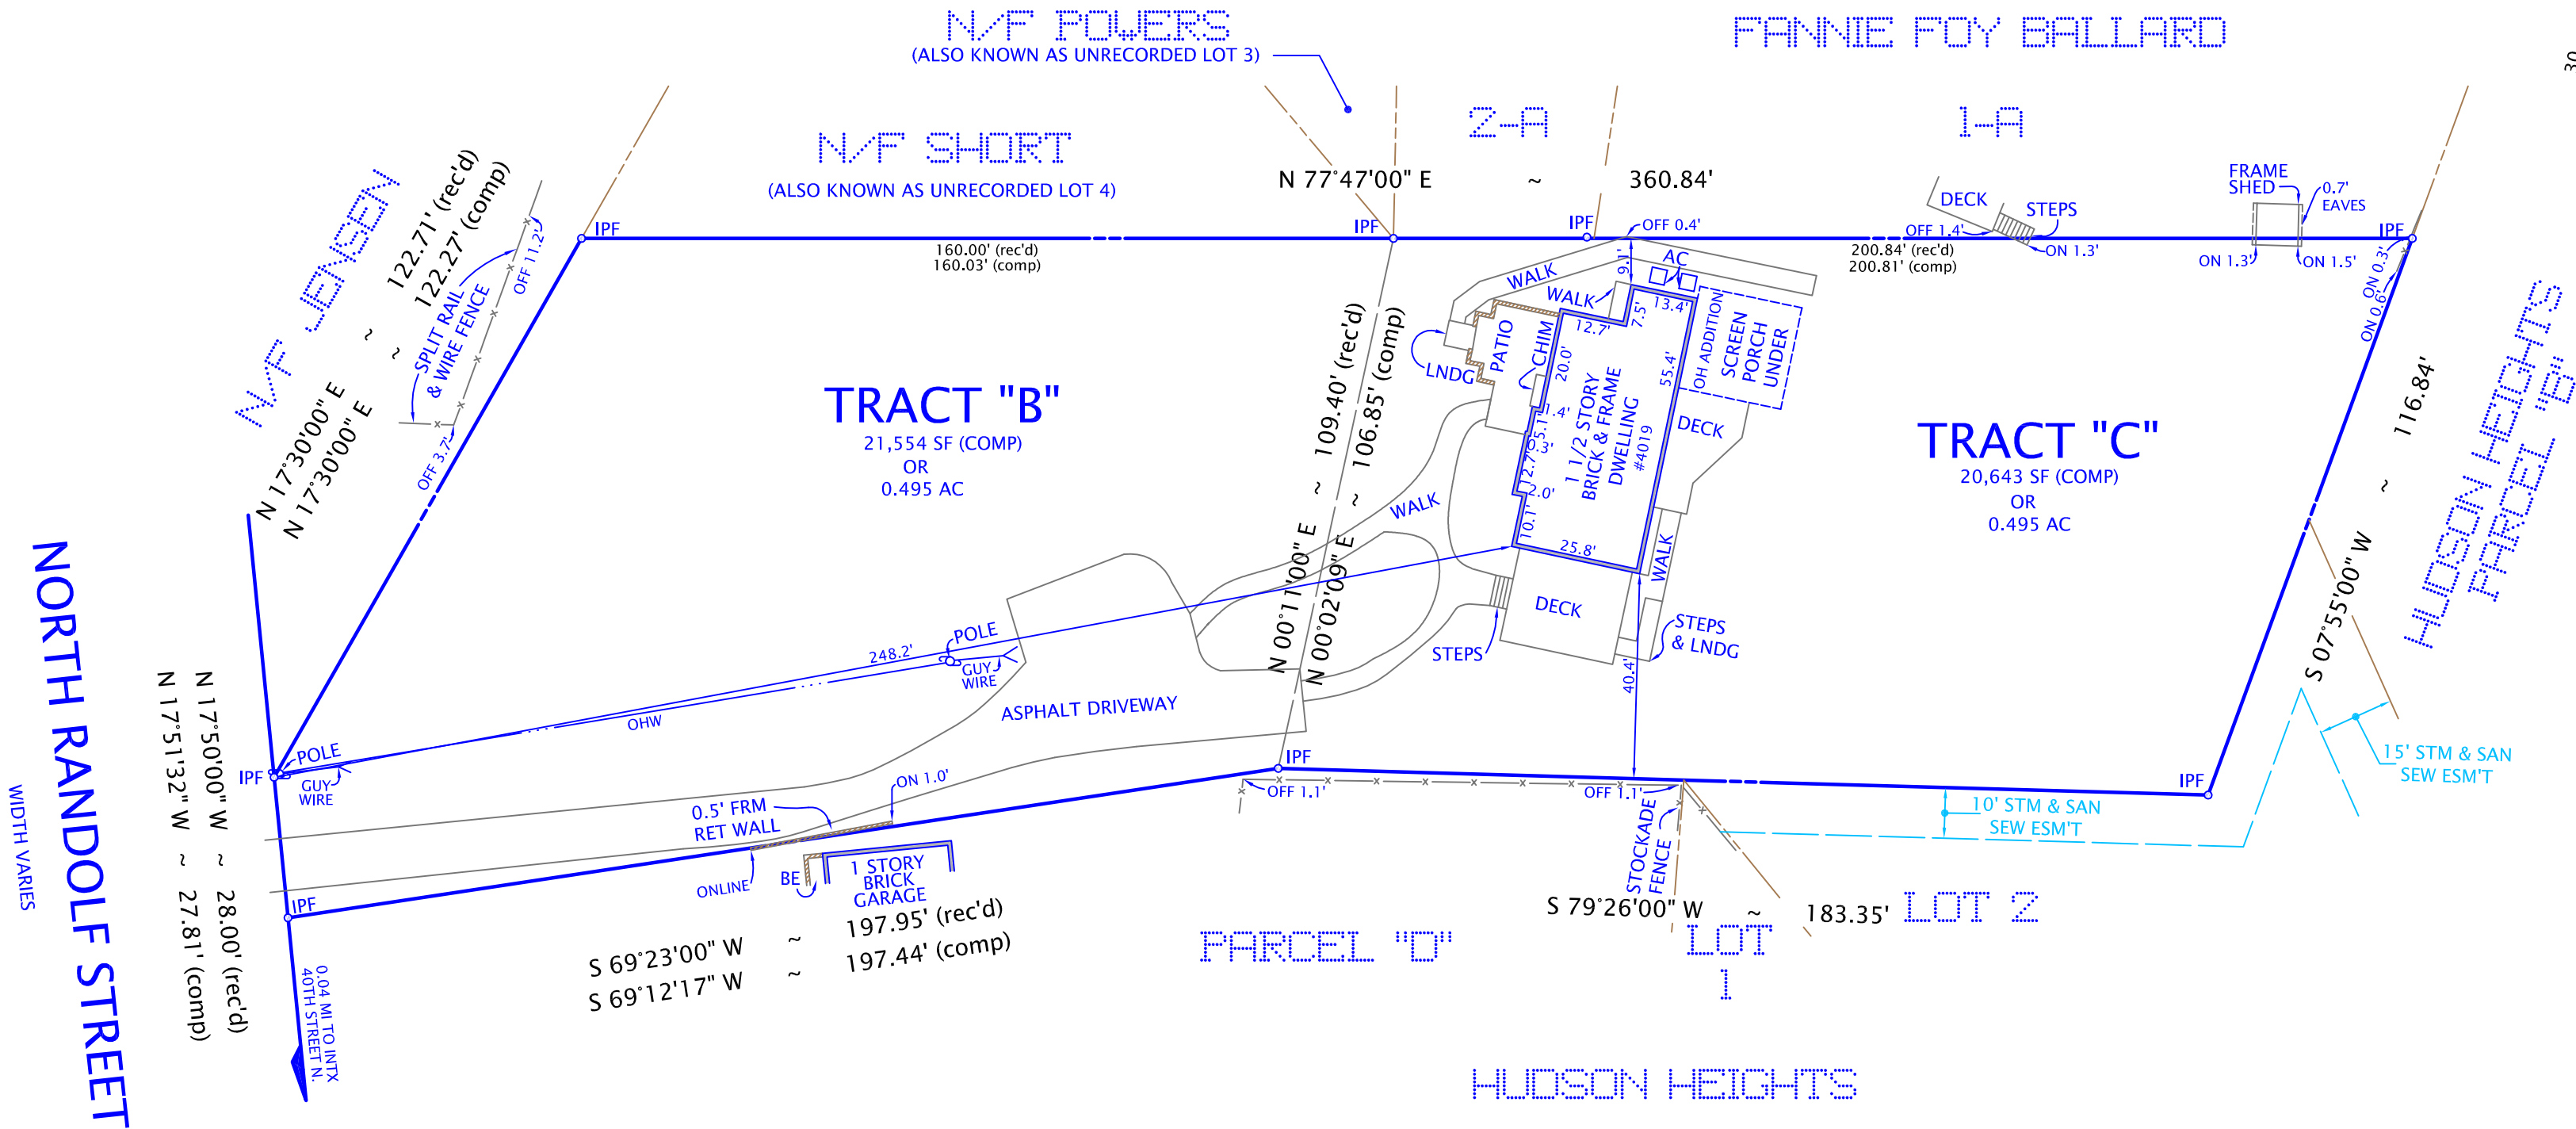 N/F POWERS
(ALSO KNOWN AS UNRECORDED LOT 3)
FANNIE FOY BALLARD
30
N/F SHORT
(ALSO KNOWN AS UNRECORDED LOT 4)
2-A
1-A
N 77°47'00" E ~ 360.84'
N/F JENSEN
122.71' (rec'd)
122.27' (comp)
~
~
N 17°30'00" E
N 17°30'00" E
SPLIT RAIL
& WIRE FENCE
OFF 11.2'
OFF 3.7'
IPF
IPF
IPF
IPF
160.00' (rec'd)
160.03' (comp)
OFF 0.4'
200.84' (rec'd)
200.81' (comp)
DECK
STEPS
OFF 1.4'
ON 1.3'
FRAME
SHED
0.7'
EAVES
ON 1.3'
ON 1.5'
ON 0.3'
ON 0.6'
TRACT "B"
21,554 SF (COMP)
OR
0.495 AC
N 00°11'00" E ~ 109.40' (rec'd)
N 00°02'09" E ~ 106.85' (comp)
WALK
WALK
9.1'
AC
13.4'
7.5'
12.7'
PATIO
CHIM
LNDG
20.0'
1.4'
5.1'
0.3'
12.7'
2.0'
10.1'
25.8'
55.4'
1 1/2 STORY
BRICK & FRAME
DWELLING
#4019
OH ADDITION
SCREEN
PORCH
UNDER
DECK
WALK
WALK
DECK
STEPS
STEPS
& LNDG
40.4'
TRACT "C"
20,643 SF (COMP)
OR
0.495 AC
S 07°55'00" W ~ 116.84'
HUDSON HEIGHTS
PARCEL "B"
NORTH RANDOLF STREET
WIDTH VARIES
N 17°50'00" W ~ 28.00' (rec'd)
N 17°51'32" W ~ 27.81' (comp)
0.04 MI TO INTX
40TH STREET N.
IPF
POLE
GUY
WIRE
OHW
248.2'
POLE
GUY
WIRE
ASPHALT DRIVEWAY
IPF
0.5' FRM
RET WALL
ON 1.0'
ONLINE
BE
1 STORY
BRICK
GARAGE
S 69°23'00" W ~ 197.95' (rec'd)
S 69°12'17" W ~ 197.44' (comp)
IPF
OFF 1.1'
OFF 1.1'
STOCKADE
FENCE
IPF
10' STM & SAN
SEW ESM'T
15' STM & SAN
SEW ESM'T
S 79°26'00" W ~ 183.35'
PARCEL "D"
LOT
1
LOT 2
HUDSON HEIGHTS